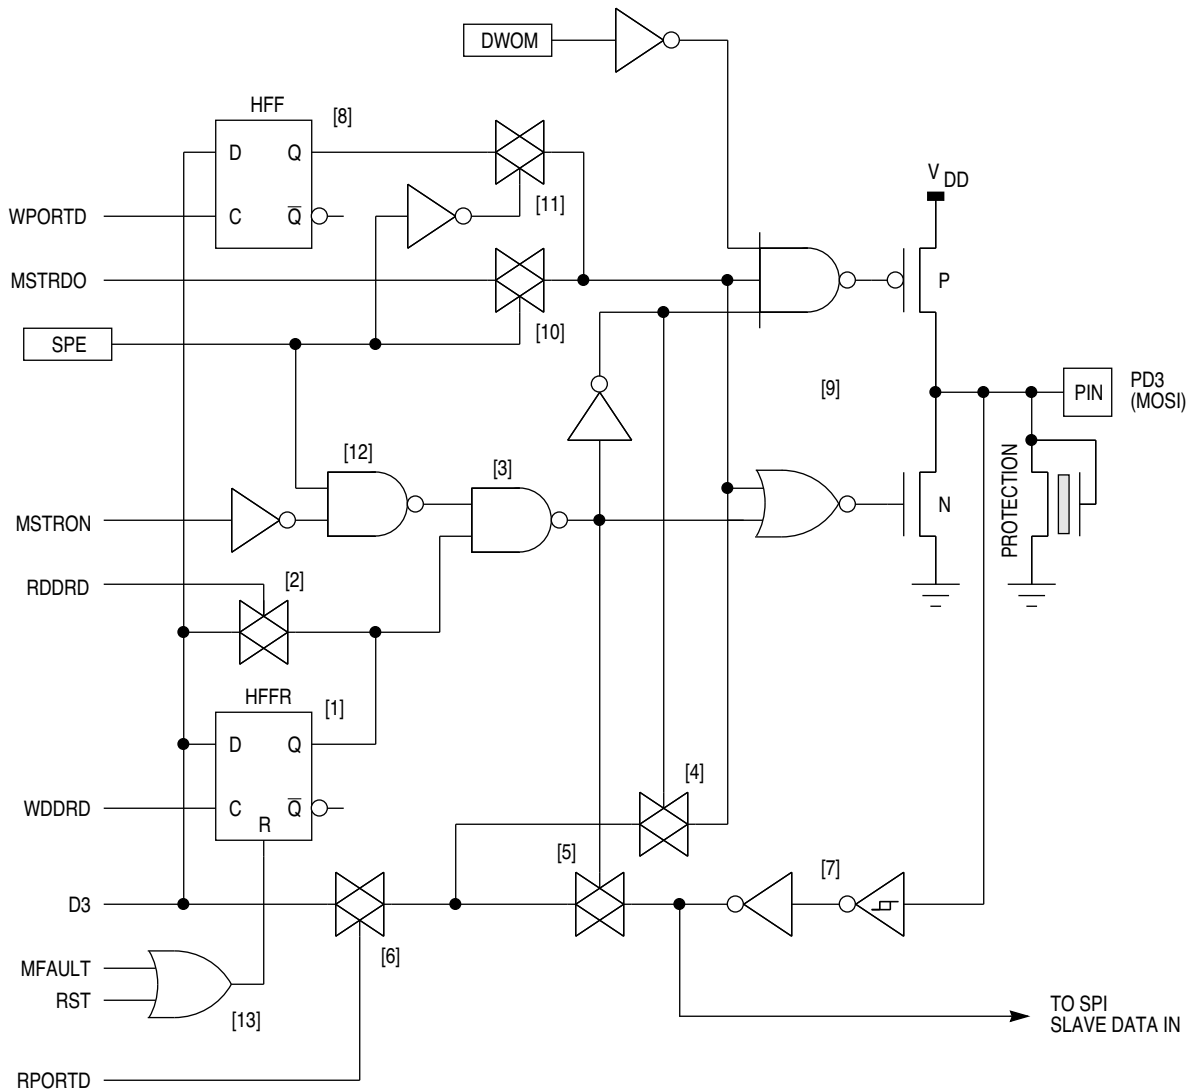 DWOM
HFF
[8]
D
Q
WPORTD
C
Q̅
[11]
V DD
MSTRDO
P
SPE
[10]
[9]
PIN
PD3
(MOSI)
[12]
[3]
PROTECTION
MSTRON
N
RDDRD
[2]
HFFR
[1]
D
Q
[4]
WDDRD
C
Q̅
R
[5]
[7]
D3
[6]
MFAULT
RST
[13]
TO SPI
SLAVE DATA IN
RPORTD